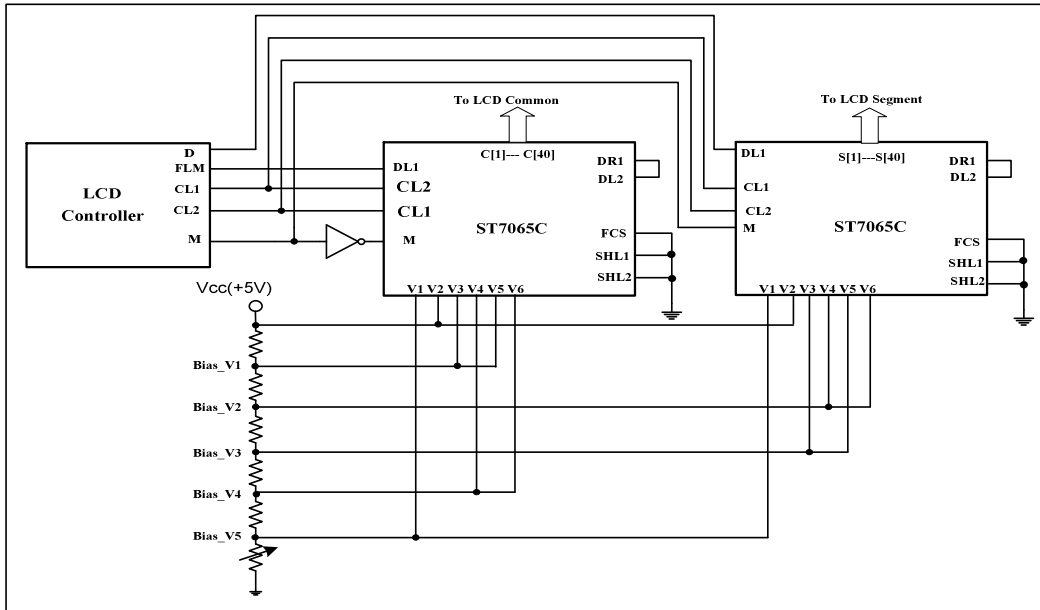 To LCD Common
To LCD Segment
LCD
Controller
D
FLM
CL1
CL2
M
C[1]--- C[40]
DL1
CL2
CL1
M
ST7065C
DR1
DL2
FCS
SHL1
SHL2
V1 V2 V3 V4 V5 V6
S[1]---S[40]
DL1
CL1
CL2
M
ST7065C
DR1
DL2
FCS
SHL1
SHL2
V1 V2 V3 V4 V5 V6
Vcc(+5V)
Bias_V1
Bias_V2
Bias_V3
Bias_V4
Bias_V5